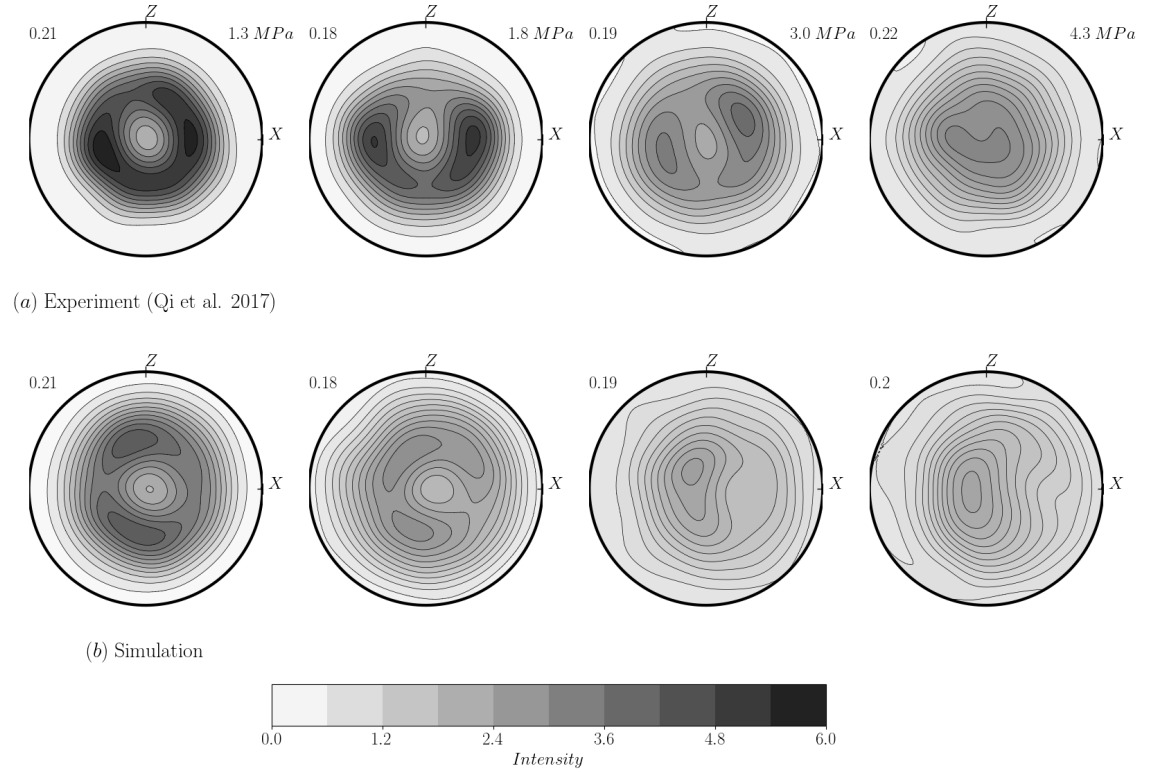 Z Z Z Z
0.21 1.3 MPa 0.18 1.8 MPa 0.19 3.0 MPa 0.22 4.3 MPa
X X X X
(a) Experiment (Qi et al. 2017)
Z Z Z Z
0.21 0.18 0.19 0.2
X X X X
(b) Simulation
0.0 1.2 2.4 3.6 4.8 6.0
Intensity